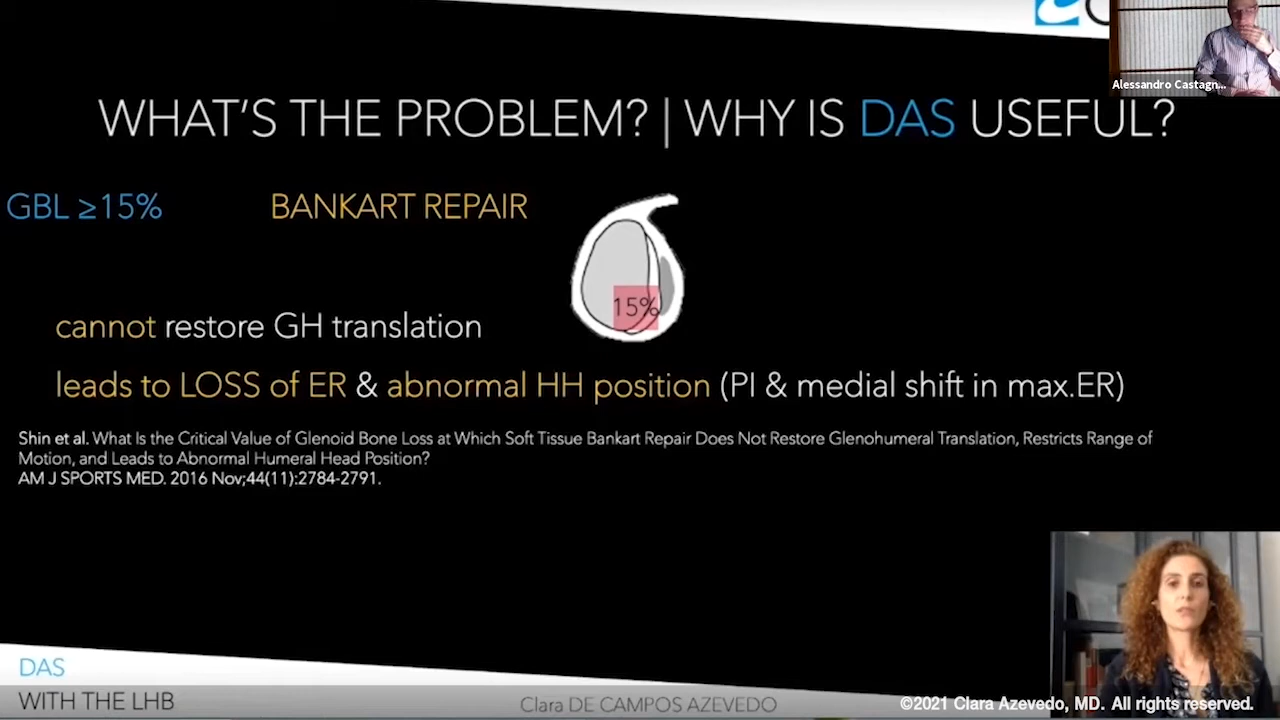 Alessandro Castagn...
WHAT'S THE PROBLEM? | WHY IS DAS USEFUL?
GBL ≥15% BANKART REPAIR
15%
cannot restore GH translation
leads to LOSS of ER & abnormal HH position (PI & medial shift in max.ER)
Shin et al. What Is the Critical Value of Glenoid Bone Loss at Which Soft Tissue Bankart Repair Does Not Restore Glenohumeral Translation, Restricts Range of
Motion, and Leads to Abnormal Humeral Head Position?
AM J SPORTS MED. 2016 Nov;44(11):2784-2791.
DAS
WITH THE LHB
Clara DE CAMPOS AZEVEDO
©2021 Clara Azevedo, MD. All rights reserved.